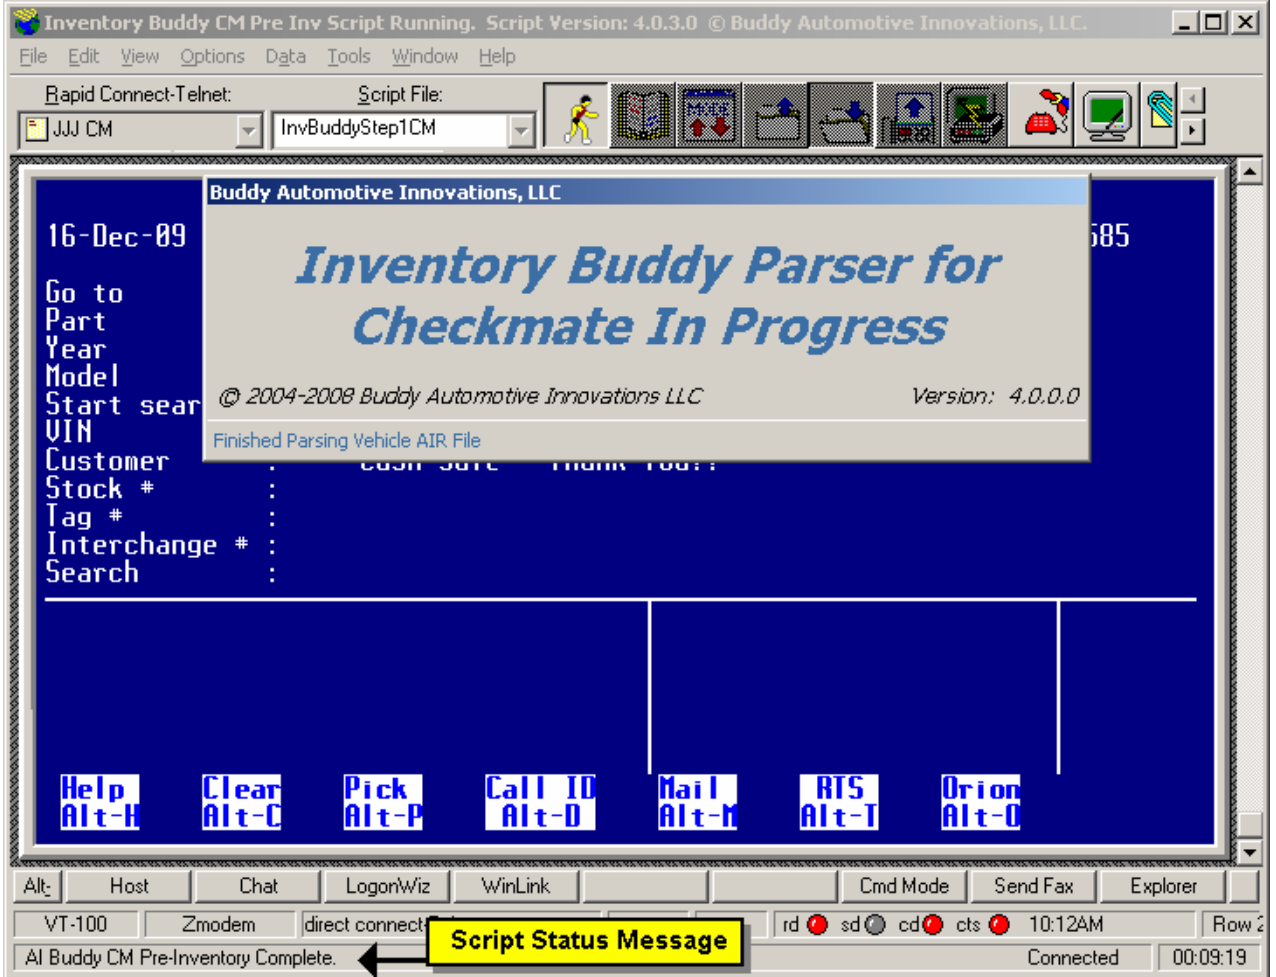 Inventory Buddy CM Pre Inv Script Running. Script Version: 4.0.3.0 © Buddy Automotive Innovations, LLC.
File Edit View Options Data Tools Window Help
Rapid Connect-Telnet: Script File:
JJJ CM InvBuddyStep1CM
Buddy Automotive Innovations, LLC
16-Dec-09
Inventory Buddy Parser for
Checkmate In Progress
© 2004-2008 Buddy Automotive Innovations LLC Version: 4.0.0.0
Finished Parsing Vehicle AIR File
Go to
Part
Year
Model
Start sear
VIN
Customer :
Stock # :
Tag # :
Interchange # :
Search :
Help Clear Pick Call ID Mail RTS Orion
Alt-H Alt-C Alt-P Alt-D Alt-M Alt-T Alt-O
Alt- Host Chat LogonWiz WinLink Cmd Mode Send Fax Explorer
VT-100 Zmodem direct connect rd sd cd cts 10:12AM Row
Script Status Message
AI Buddy CM Pre-Inventory Complete. Connected 00:09:19